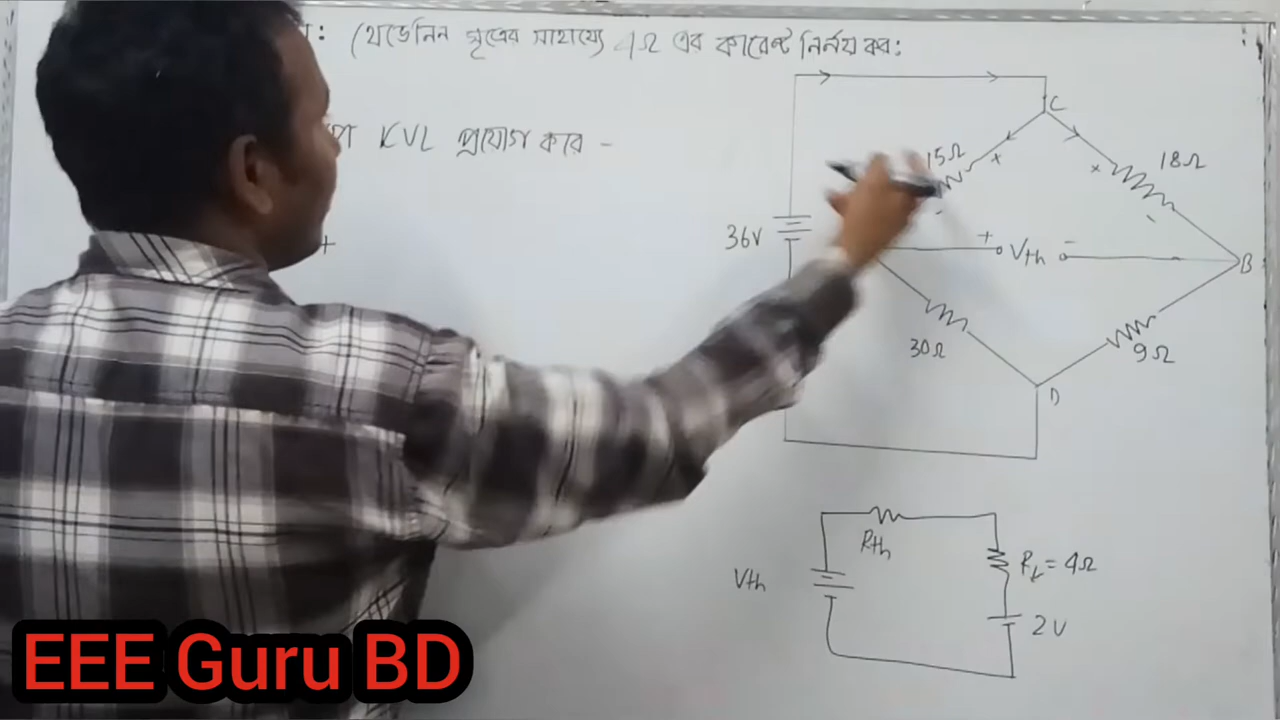 : থেভেনিন সূত্রের সাহায্যে 4Ω এর কারেন্ট নির্নয় কর:
KVL প্রয়োগ করে -
+
C
15Ω
18Ω
+
+
-
-
36V
+
Vth
-
B
30Ω
9Ω
D
Rth
RL = 4Ω
Vth
2V
EEE Guru BD